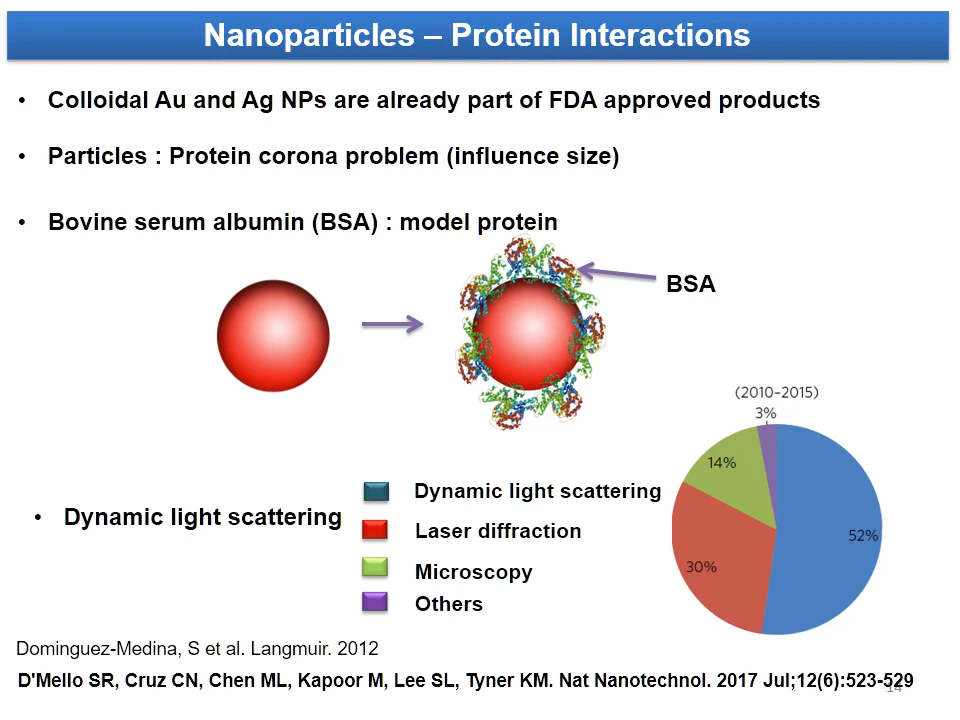 Nanoparticles – Protein Interactions
• Colloidal Au and Ag NPs are already part of FDA approved products
• Particles : Protein corona problem (influence size)
• Bovine serum albumin (BSA) : model protein
BSA
(2010–2015)
3%
14%
52%
30%
• Dynamic light scattering
Dynamic light scattering
Laser diffraction
Microscopy
Others
Dominguez-Medina, S et al. Langmuir. 2012
D'Mello SR, Cruz CN, Chen ML, Kapoor M, Lee SL, Tyner KM. Nat Nanotechnol. 2017 Jul;12(6):523-529
14